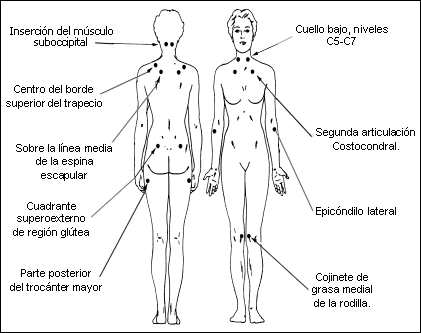 Inserción del músculo
suboccipital
Centro del borde
superior del trapecio
Sobre la línea media
de la espina
escapular
Cuadrante
superoexterno
de región glútea
Parte posterior
del trocánter mayor
Cuello bajo, niveles
C5-C7
Segunda articulación
Costocondral.
Epicóndilo lateral
Cojinete de
grasa medial
de la rodilla.